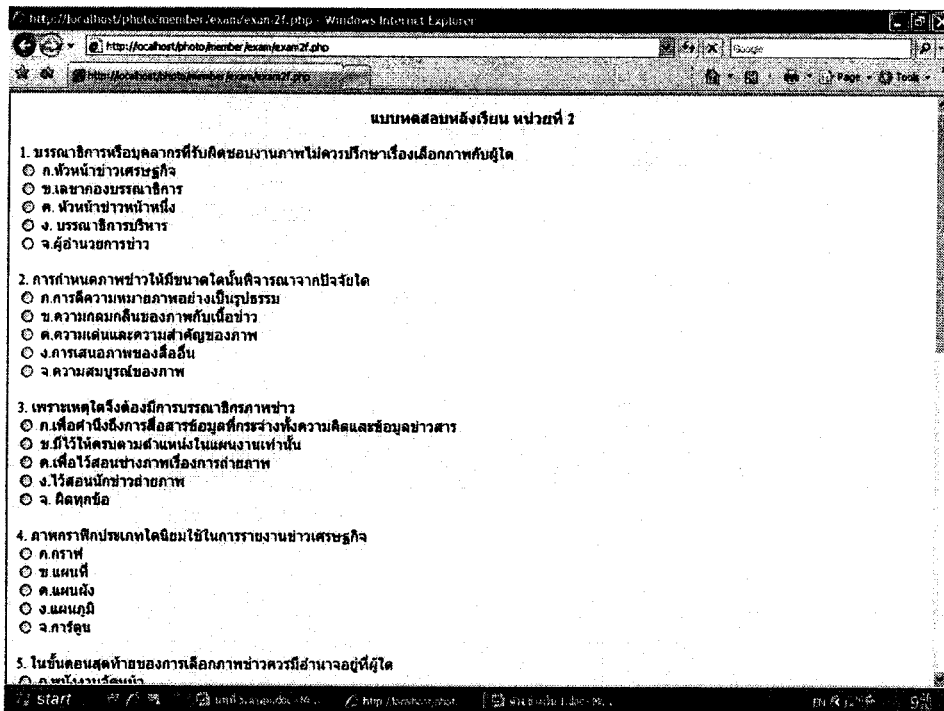 http://localhost/photo/member/exam/exam2f.php - Windows Internet Explorer
http://localhost/photo/member/exam/exam2f.php
Google
http://localhost/photo/member/exam/exam2f.php
Page
Tools
แบบทดสอบหลังเรียน หน่วยที่ 2
1. บรรณาธิการหรือบุคลากรที่รับผิดชอบงานภาพไม่ควรปรึกษาเรื่องเลือกภาพกับผู้ใด
ก.หัวหน้าข่าวเศรษฐกิจ
ข.เลขากองบรรณาธิการ
ค. หัวหน้าข่าวหน้าหนึ่ง
ง. บรรณาธิการบริหาร
จ.ผู้อำนวยการข่าว
2. การกำหนดภาพข่าวให้มีขนาดใดนั้นพิจารณาจากปัจจัยใด
ก.การตีความหมายภาพอย่างเป็นรูปธรรม
ข.ความกลมกลืนของภาพกับเนื้อข่าว
ค.ความเด่นและความสำคัญของภาพ
ง.การเสนอภาพของสื่ออื่น
จ.ความสมบูรณ์ของภาพ
3. เพราะเหตุใดจึงต้องมีการบรรณาธิกรภาพข่าว
ก.เพื่อคำนึงถึงการสื่อสารข้อมูลที่กระจ่างทั้งความคิดและข้อมูลข่าวสาร
ข.มีไว้ให้ครบตามตำแหน่งในแผนงานเท่านั้น
ค.เพื่อไว้สอนช่างภาพเรื่องการถ่ายภาพ
ง.ไว้สอนนักข่าวถ่ายภาพ
จ. ผิดทุกข้อ
4. ภาพกราฟิกประเภทใดนิยมใช้ในการรายงานข่าวเศรษฐกิจ
ก.กราฟ
ข.แผนที่
ค.แผนผัง
ง.แผนภูมิ
จ.การ์ตูน
5. ในขั้นตอนสุดท้ายของการเลือกภาพข่าวควรมีอำนาจอยู่ที่ผู้ใด
ก.พนักงานจัดหน้า
start
EN